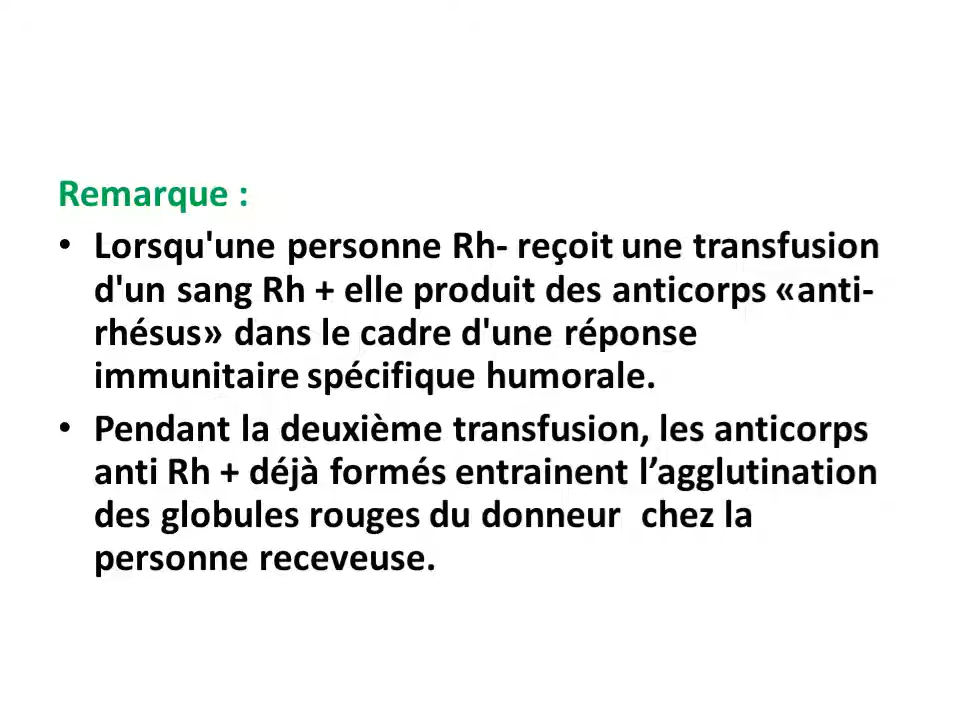 Remarque :
• Lorsqu'une personne Rh- reçoit une transfusion
d'un sang Rh + elle produit des anticorps «anti-
rhésus» dans le cadre d'une réponse
immunitaire spécifique humorale.
• Pendant la deuxième transfusion, les anticorps
anti Rh + déjà formés entrainent l’agglutination
des globules rouges du donneur  chez la
personne receveuse.